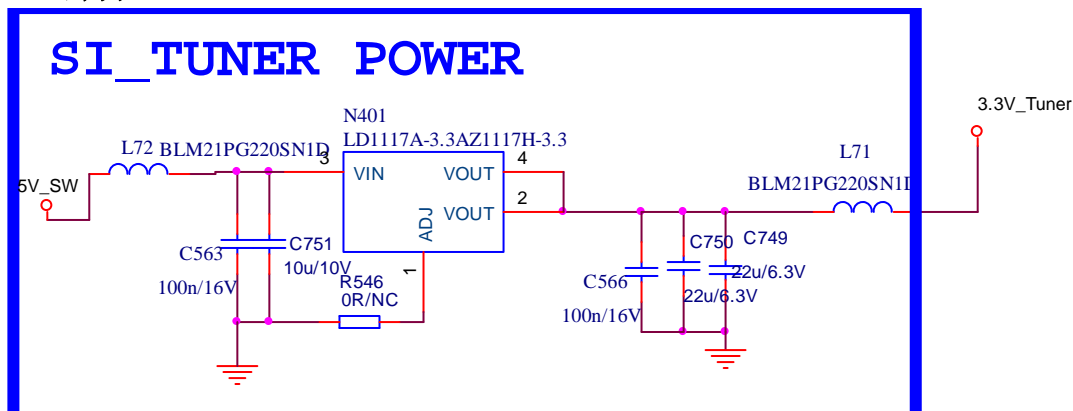 SI_TUNER POWER
3.3V_Tuner
N401
LD1117A-3.3AZ1117H-3.3
L72
BLM21PG220SN1D
3
VIN
VOUT
4
L71
BLM21PG220SN1D
5V_SW
VOUT
2
ADJ
C563
C751
10u/10V
100n/16V
1
R546
0R/NC
C750
C749
C566
22u/6.3V
22u/6.3V
100n/16V